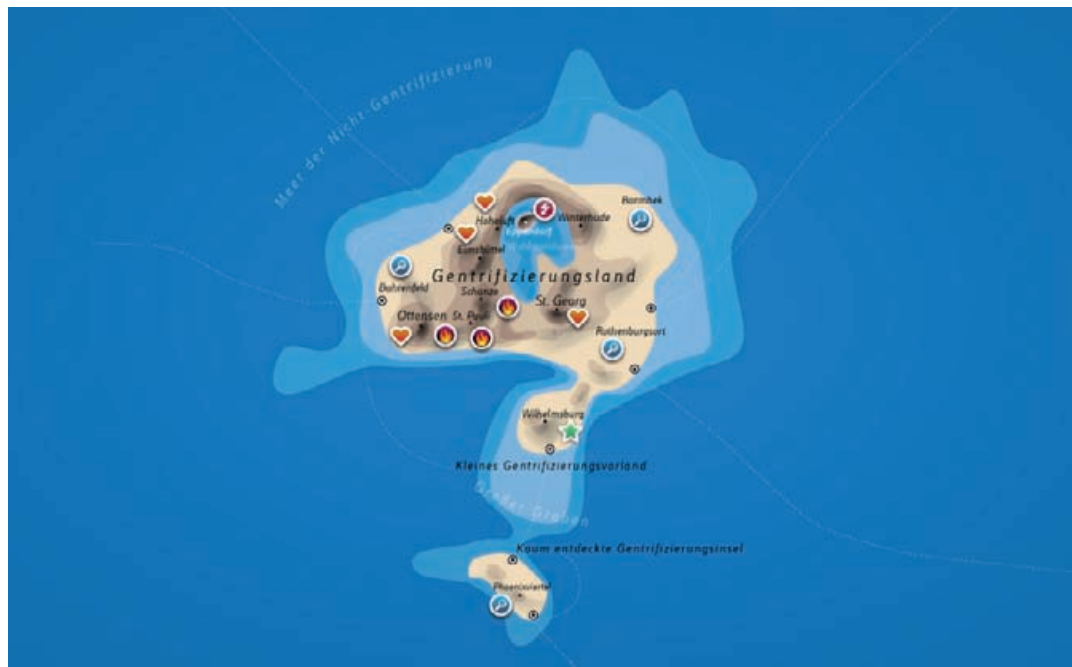 Meer der Nicht-Gentrifizierung
Barmbek
Hoheluft
Winterhude
Eppendorf
Eimsbüttel
Gentrifizierungsland
Bahrenfeld
Schanze
St. Georg
Ottensen
St. Pauli
Rothenburgsort
Wilhelmsburg
Kleines Gentrifizierungsvorland
Großer Graben
Kaum entdeckte Gentrifizierungsinsel
Phoenixviertel